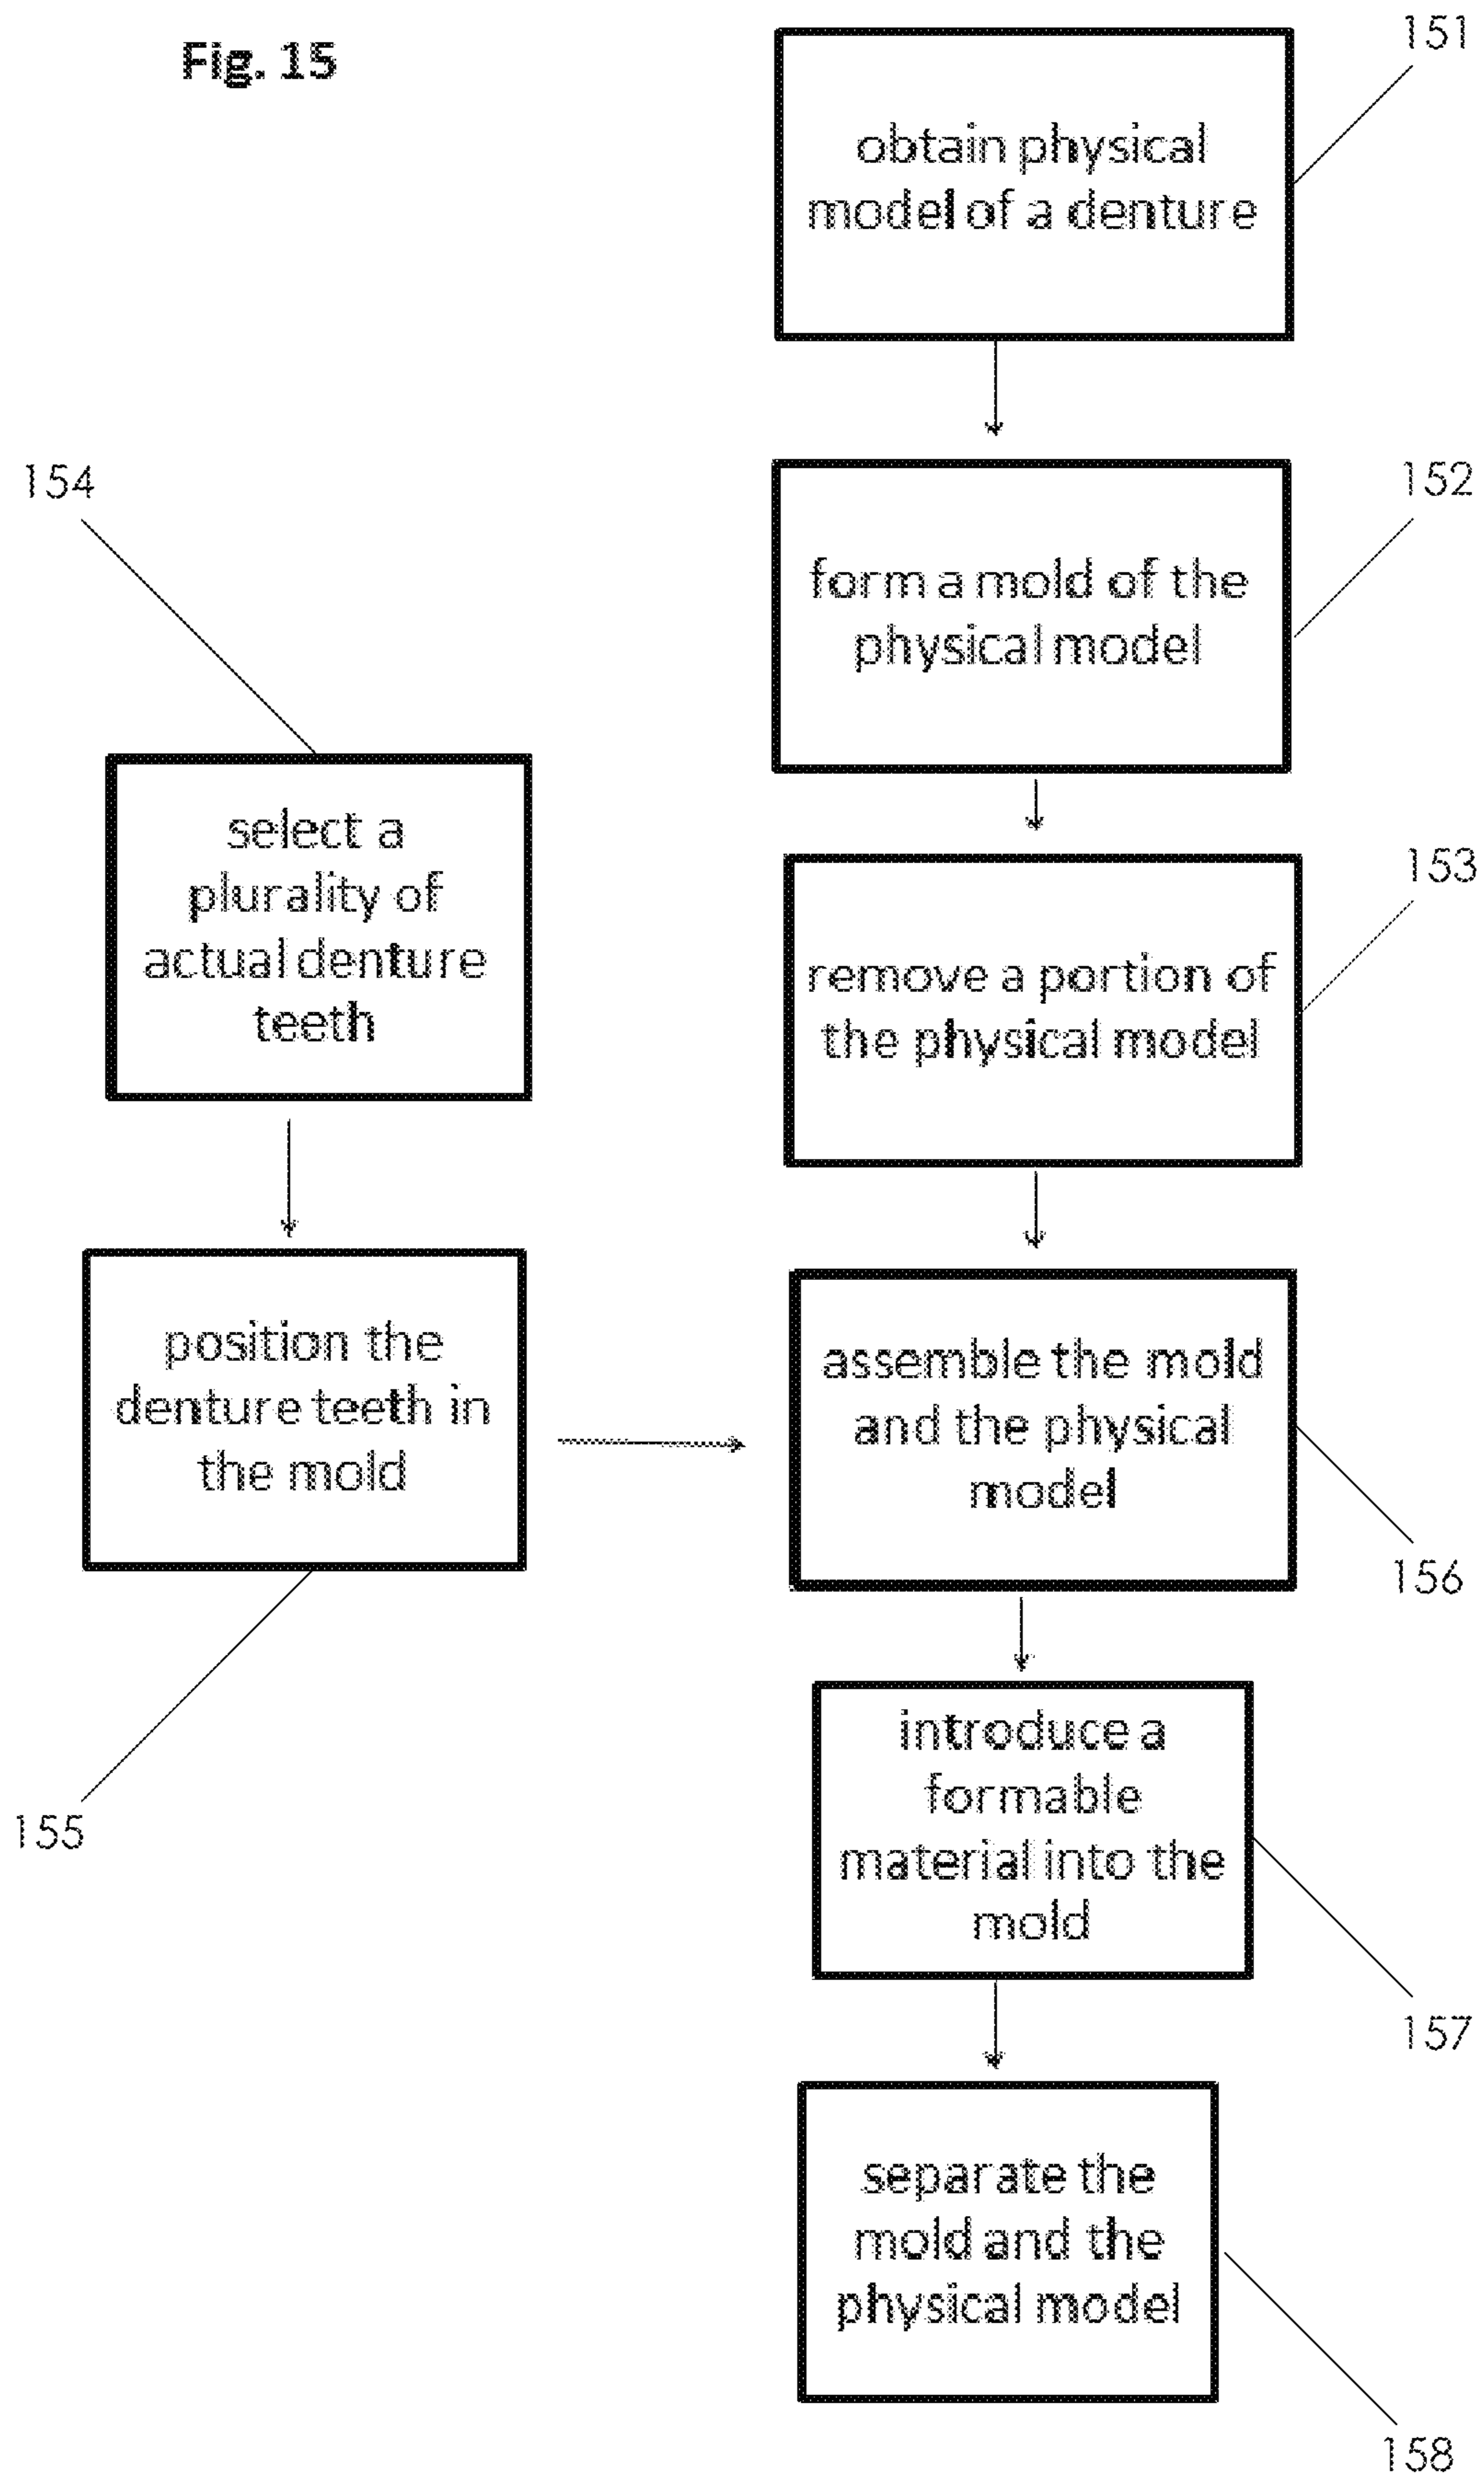 Fig. 15
151
obtain physical
model of a denture
152
form a mold of the
physical model
153
remove a portion of
the physical model
154
select a
plurality of
actual denture
teeth
position the
denture teeth in
the mold
155
assemble the mold
and the physical
model
156
introduce a
formable
material into the
mold
157
separate the
mold and the
physical model
158